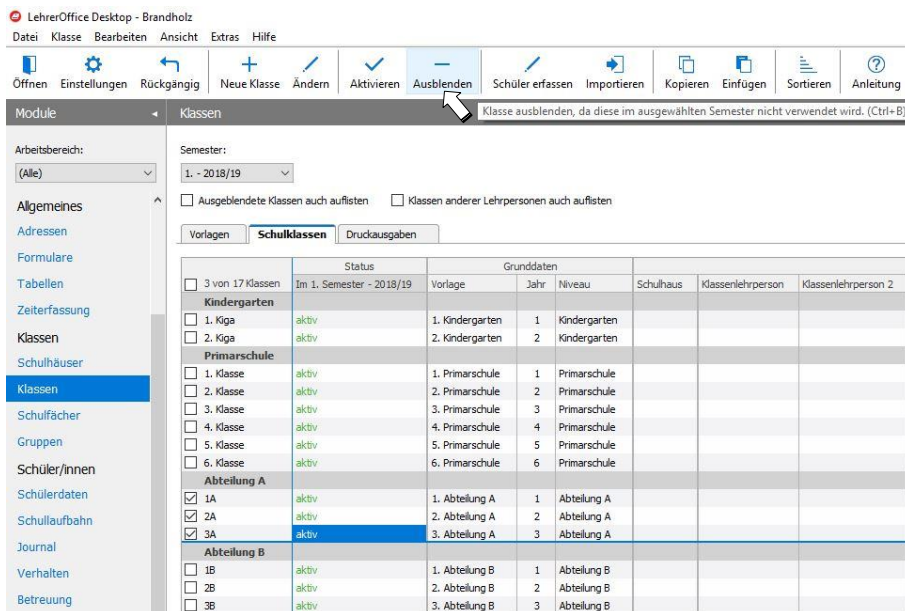 LehrerOffice Desktop - Brandholz
Datei Klasse Bearbeiten Ansicht Extras Hilfe
Öffnen Einstellungen Rückgängig Neue Klasse Ändern Aktivieren Ausblenden Schüler erfassen Importieren Kopieren Einfügen Sortieren Anleitung
Module Klassen Klasse ausblenden, da diese im ausgewählten Semester nicht verwendet wird. (Ctrl+B)
Arbeitsbereich: Semester:
(Alle) 1. - 2018/19
Ausgeblendete Klassen auch auflisten Klassen anderer Lehrpersonen auch auflisten
Allgemeines
Adressen Vorlagen Schulklassen Druckausgaben
Formulare Status Grunddaten
Tabellen 3 von 17 Klassen Im 1. Semester - 2018/19 Vorlage Jahr Niveau Schulhaus Klassenlehrperson Klassenlehrperson 2
Zeiterfassung Kindergarten
1. Kiga aktiv 1. Kindergarten 1 Kindergarten
Klassen 2. Kiga aktiv 2. Kindergarten 2 Kindergarten
Schulhäuser Primarschule
1. Klasse aktiv 1. Primarschule 1 Primarschule
Klassen 2. Klasse aktiv 2. Primarschule 2 Primarschule
Schulfächer 3. Klasse aktiv 3. Primarschule 3 Primarschule
4. Klasse aktiv 4. Primarschule 4 Primarschule
Gruppen 5. Klasse aktiv 5. Primarschule 5 Primarschule
Schüler/innen 6. Klasse aktiv 6. Primarschule 6 Primarschule
Abteilung A
Schülerdaten 1A aktiv 1. Abteilung A 1 Abteilung A
Schullaufbahn 2A aktiv 2. Abteilung A 2 Abteilung A
3A aktiv 3. Abteilung A 3 Abteilung A
Journal Abteilung B
Verhalten 1B aktiv 1. Abteilung B 1 Abteilung B
2B aktiv 2. Abteilung B 2 Abteilung B
Betreuung 3B aktiv 3. Abteilung B 3 Abteilung B